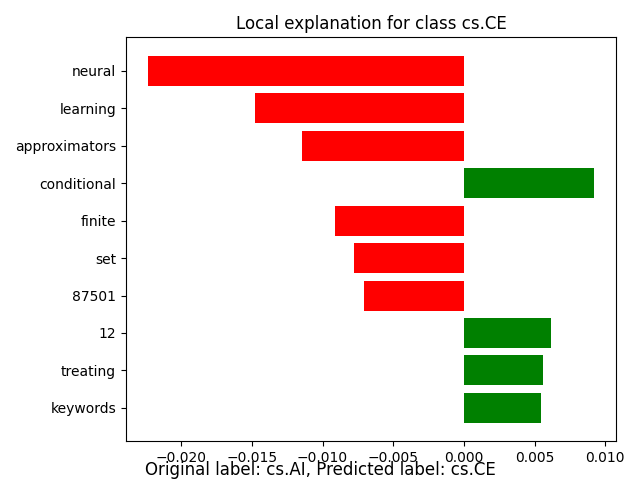 Local explanation for class cs.CE
neural
learning
approximators
conditional
finite
set
87501
12
treating
keywords
−0.020 −0.015 −0.010 −0.005 0.000 0.005 0.010
Original label: cs.AI, Predicted label: cs.CE